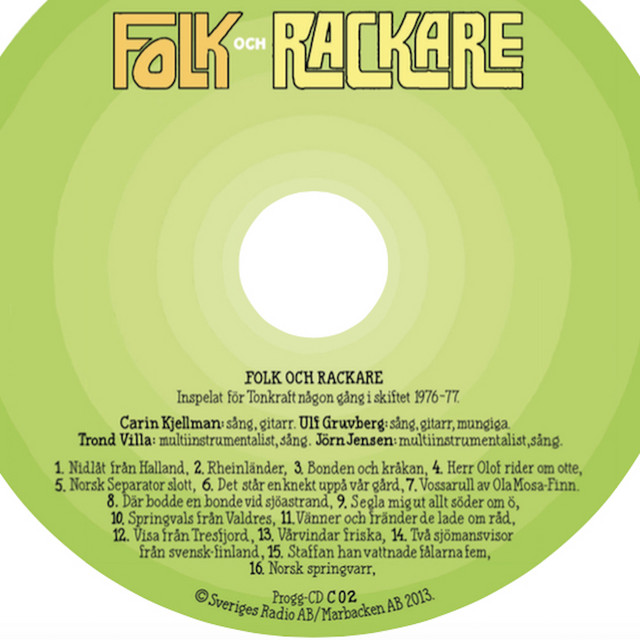 FOLK OCH RACKARE
FOLK OCH RACKARE
Inspelat för Tonkraft någon gång i skiftet 1976-77.
Carin Kjellman: sång, gitarr. Ulf Gruvberg: sång, gitarr, mungiga.
Trond Villa: multiinstrumentalist, sång. Jörn Jensen: multiinstrumentalist, sång.
1. Nidlåt från Halland, 2. Rheinländer, 3. Bonden och kråkan, 4. Herr Olof rider om otte,
5. Norsk Separator slott, 6. Det står en knekt uppå vår gård, 7. Vossarull av Ola Mosa-Finn.
8. Där bodde en bonde vid sjöastrand, 9. Segla mig ut allt söder om ö,
10. Springvals från Valdres, 11. Vänner och fränder de lade om råd,
12. Visa från Tresfjord, 13. Vårvindar friska, 14. Två sjömansvisor
från svensk-finland, 15. Staffan han vattnade fålarna fem,
16. Norsk springvarr,
Progg-CD C 02
© Sveriges Radio AB/Marbacken AB 2013.